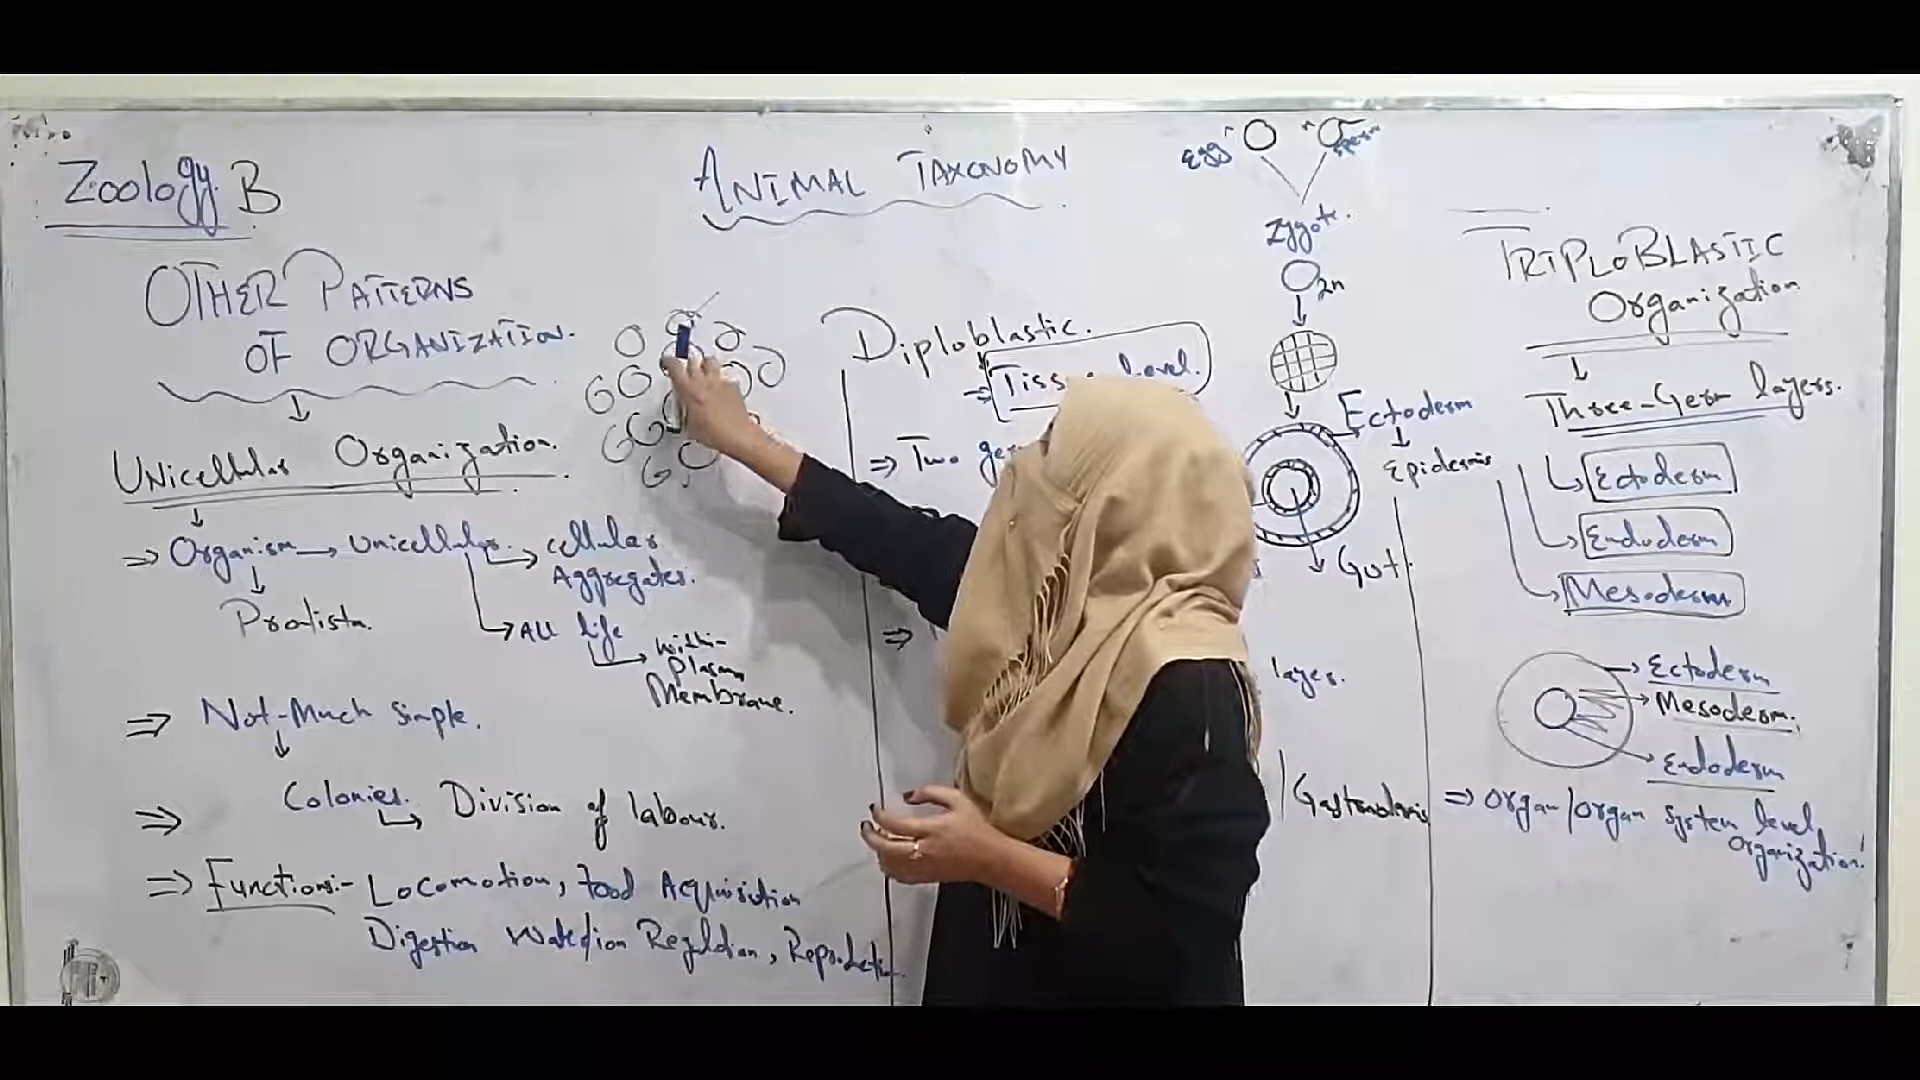 Zoology B
ANIMAL TAXONOMY
OTHER PATTERNS
OF ORGANIZATION.
UNicellular Organization.
⇒ Organism → Unicellular. → cellular
Aggregates.
Protista.
→ All life → within
Plasma
Membrane.
⇒ Not-Much Simple.
⇒ Colonies. → Division of labour.
⇒ Functions:- Locomotion, food Acquisition
Digestion water/ion Regulation, Reproduction
Diploblastic.
⇒ Tissue Level.
⇒ Two
⇒
layer.
egg
sperm
Zygote.
2n
Ectoderm
Epidermis
Gut
TRIPLOBLASTIC
Organization
Three-Germ layers.
Ectoderm
Endoderm
Mesoderm
→ Ectoderm
→ Mesoderm.
→ Endoderm
⇒ Organ/Organ System level
Organization!